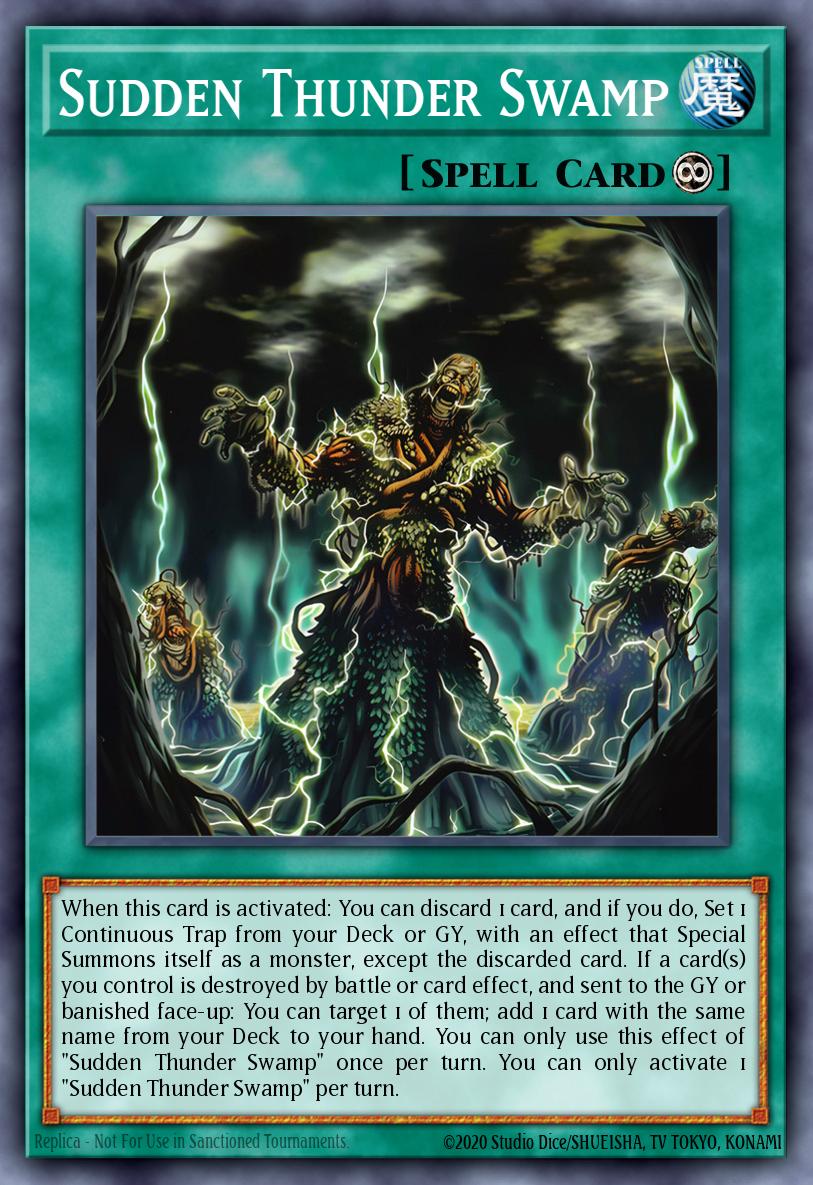 SUDDEN THUNDER SWAMP
SPELL
魔
[SPELL CARD]
When this card is activated: You can discard 1 card, and if you do, Set 1
Continuous Trap from your Deck or GY, with an effect that Special
Summons itself as a monster, except the discarded card. If a card(s)
you control is destroyed by battle or card effect, and sent to the GY or
banished face-up: You can target 1 of them; add 1 card with the same
name from your Deck to your hand. You can only use this effect of
"Sudden Thunder Swamp" once per turn. You can only activate 1
"Sudden Thunder Swamp" per turn.
Replica - Not For Use in Sanctioned Tournaments.
©2020 Studio Dice/SHUEISHA, TV TOKYO, KONAMI